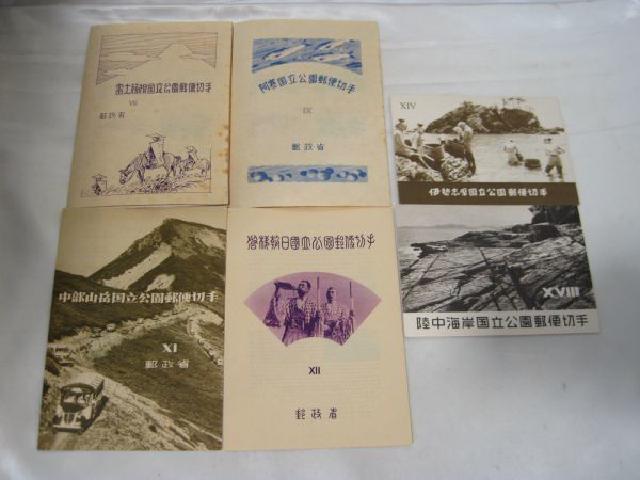 富士箱根国立公園郵便切手
VIII
郵政省
阿寒国立公園郵便切手
IX
郵政省
XIV
伊勢志摩国立公園郵便切手
中部山岳国立公園郵便切手
XI
郵政省
磐梯朝日国立公園郵便切手
XII
郵政省
XVIII
陸中海岸国立公園郵便切手